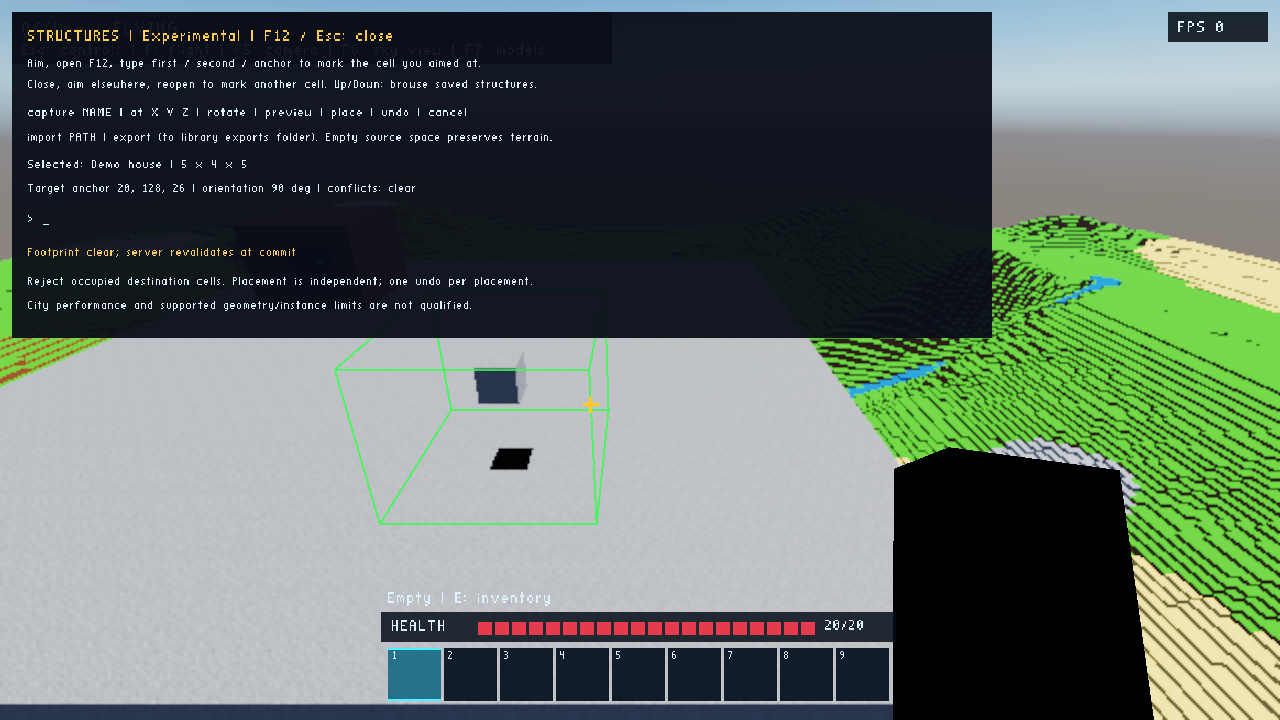 STRUCTURES | Experimental | F12 / Esc: close
FPS 0
Aim, open F12, type first / second / anchor to mark the cell you aimed at.
Close, aim elsewhere, reopen to mark another cell. Up/Down: browse saved structures.
capture NAME | at X Y Z | rotate | preview | place | undo | cancel
import PATH | export (to library exports folder). Empty source space preserves terrain.
Selected: Demo house | 5 x 4 x 5
Target anchor 20, 128, 26 | orientation 90 deg | conflicts: clear
> _
Footprint clear; server revalidates at commit
Reject occupied destination cells. Placement is independent; one undo per placement.
City performance and supported geometry/instance limits are not qualified.
Empty | E: inventory
HEALTH 20/20
1 2 3 4 5 6 7 8 9